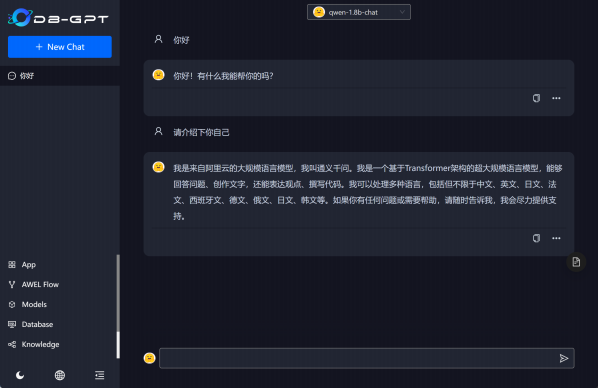 DB-GPT
qwen-1.8b-chat
+ New Chat
你好
你好
你好！有什么我能帮你的吗？
请介绍下你自己
我是来自阿里云的大规模语言模型，我叫通义千问。我是一个基于Transformer架构的超大规模语言模型，能够
回答问题、创作文字，还能表达观点、撰写代码。我可以处理多种语言，包括但不限于中文、英文、日文、法
文、西班牙文、德文、俄文、日文、韩文等。如果你有任何问题或需要帮助，请随时告诉我，我会尽力提供支
持。
App
AWEL Flow
Models
Database
Knowledge